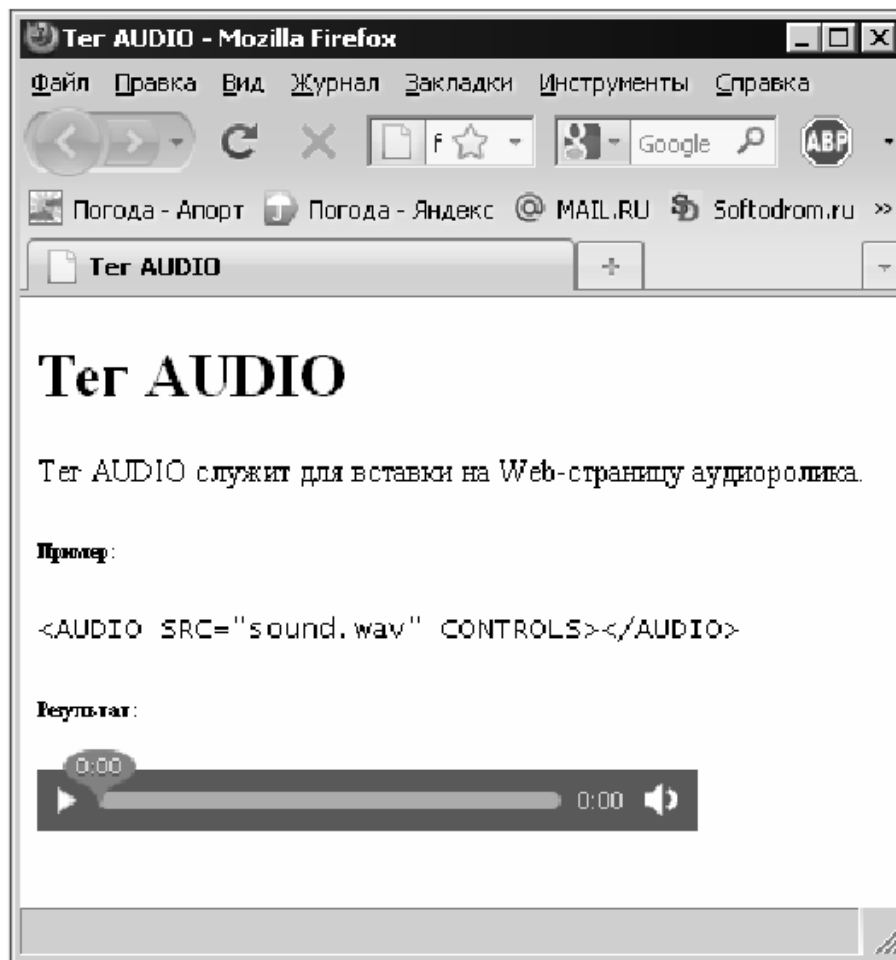 Тег AUDIO - Mozilla Firefox
Файл Правка Вид Журнал Закладки Инструменты Справка
f Google ABP
Погода - Апорт Погода - Яндекс MAIL.RU Softodrom.ru »
Тег AUDIO
Тег AUDIO
Тег AUDIO служит для вставки на Web-страницу аудиоролика.
Пример:
<AUDIO SRC="sound.wav" CONTROLS></AUDIO>
Результат:
0:00
0:00